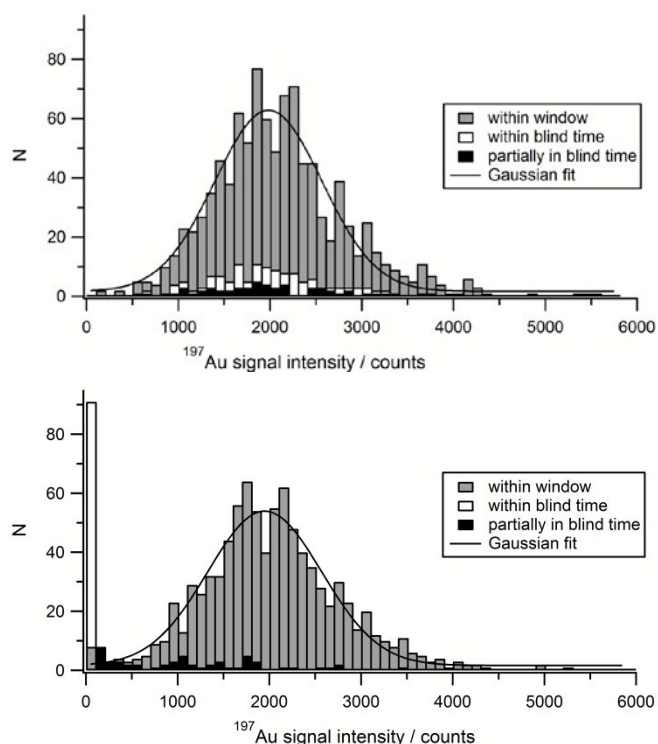 80
60
40
20
0
N
within window
within blind time
partially in blind time
Gaussian fit
0 1000 2000 3000 4000 5000 6000
197Au signal intensity / counts
80
60
40
20
0
N
within window
within blind time
partially in blind time
Gaussian fit
0 1000 2000 3000 4000 5000 6000
197Au signal intensity / counts